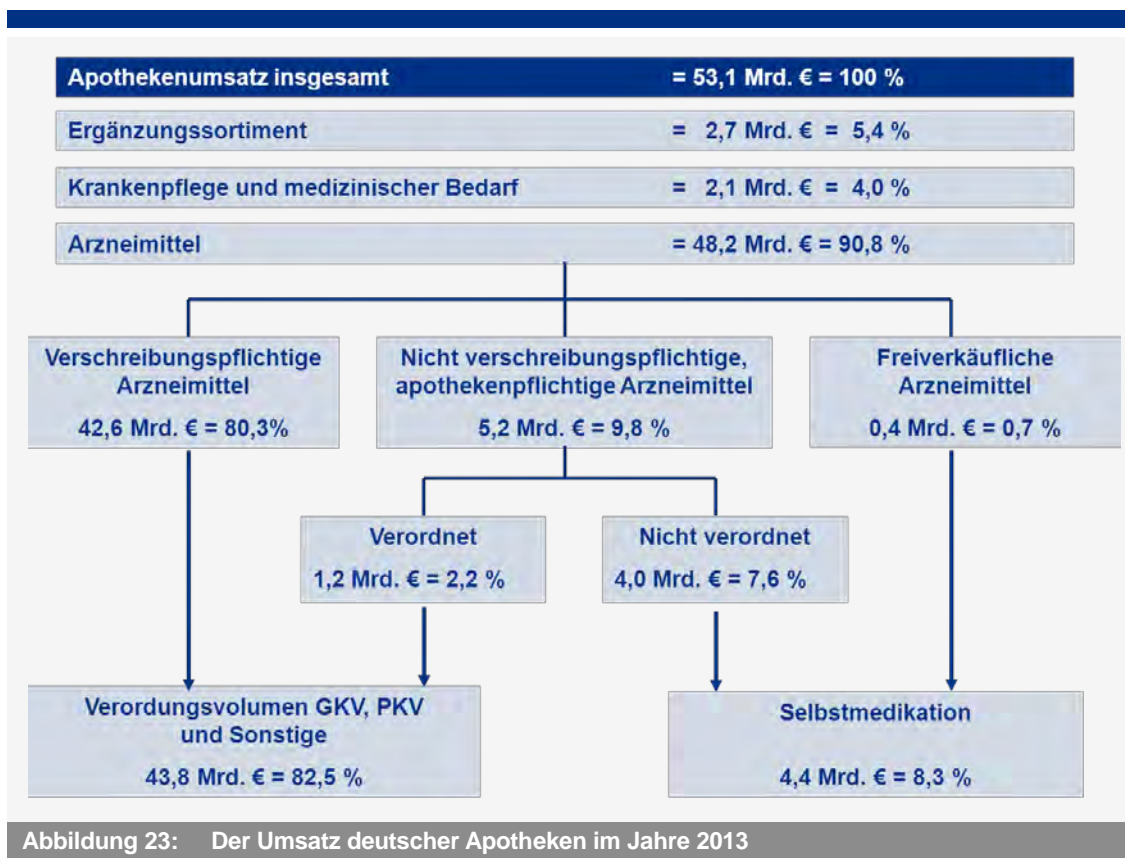 Apothekenumsatz insgesamt = 53,1 Mrd. € = 100 %
Ergänzungssortiment = 2,7 Mrd. € = 5,4 %
Krankenpflege und medizinischer Bedarf = 2,1 Mrd. € = 4,0 %
Arzneimittel = 48,2 Mrd. € = 90,8 %
Verschreibungspflichtige
Arzneimittel
42,6 Mrd. € = 80,3%
Nicht verschreibungspflichtige,
apothekenpflichtige Arzneimittel
5,2 Mrd. € = 9,8 %
Freiverkäufliche
Arzneimittel
0,4 Mrd. € = 0,7 %
Verordnet
1,2 Mrd. € = 2,2 %
Nicht verordnet
4,0 Mrd. € = 7,6 %
Verordungsvolumen GKV, PKV
und Sonstige
43,8 Mrd. € = 82,5 %
Selbstmedikation
4,4 Mrd. € = 8,3 %
Abbildung 23: Der Umsatz deutscher Apotheken im Jahre 2013